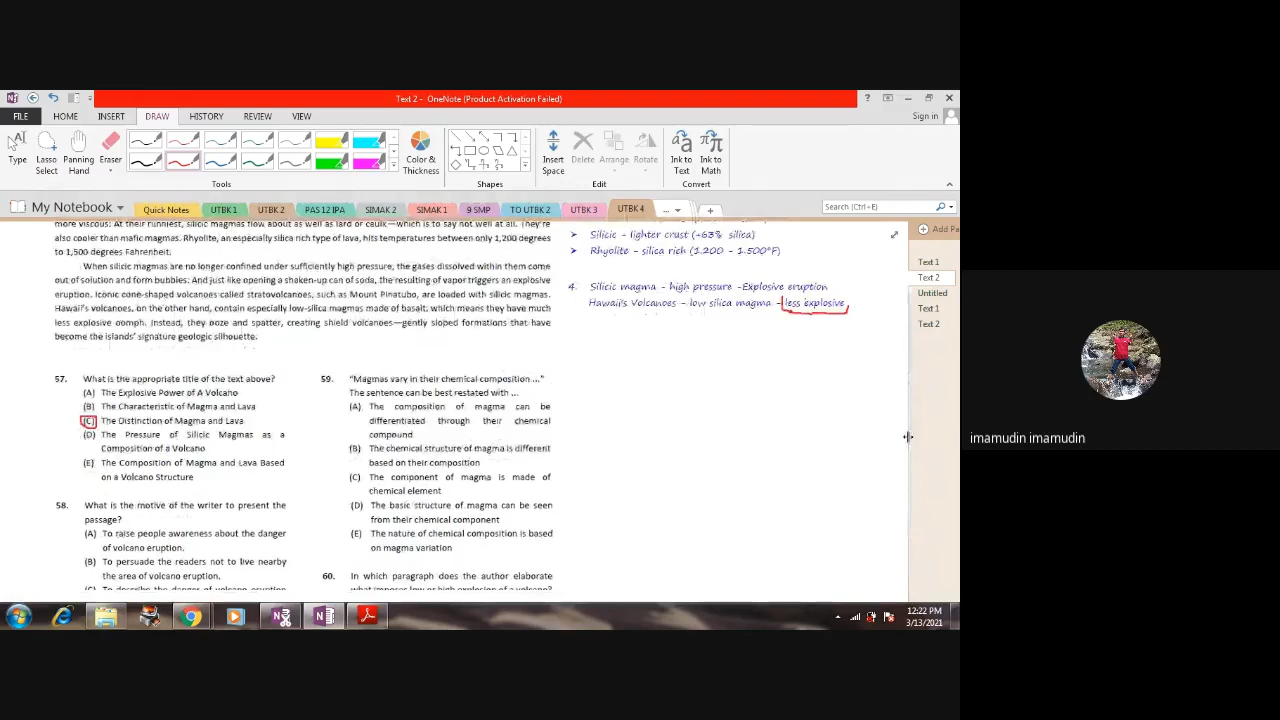 Text 2 - OneNote (Product Activation Failed)
FILE HOME INSERT DRAW HISTORY REVIEW VIEW
Sign in
Type
Lasso Select
Panning Hand
Eraser
Color & Thickness
Insert Space
Delete
Arrange
Rotate
Ink to Text
Ink to Math
Tools
Shapes
Edit
Convert
My Notebook
Quick Notes UTBK 1 UTBK 2 PAS 12 IPA SIMAK 2 SIMAK 1 9 SMP TO UTBK 2 UTBK 3 UTBK 4 ...
Search (Ctrl+E)
more viscous. At their runniest, silicic magmas flow about as well as lard or caulk—which is to say not well at all. They're
also cooler than mafic magmas. Rhyolite, an especially silica rich type of lava, hits temperatures between only 1,200 degrees
to 1,500 degrees Fahrenheit.
When silicic magmas are no longer confined under sufficiently high pressure, the gases dissolved within them come
out of solution and form bubbles. And just like opening a shaken-up can of soda, the resulting of vapor triggers an explosive
eruption. Iconic cone-shaped volcanoes called stratovolcanoes, such as Mount Pinatubo, are loaded with silicic magmas.
Hawaii's volcanoes, on the other hand, contain especially low-silica magmas made of basalt, which means they have much
less explosive oomph. Instead, they ooze and spatter, creating shield volcanoes—gently sloped formations that have
become the islands' signature geologic silhouette.
57. What is the appropriate title of the text above?
(A) The Explosive Power of A Volcano
(B) The Characteristic of Magma and Lava
(C) The Distinction of Magma and Lava
(D) The Pressure of Silicic Magmas as a
Composition of a Volcano
(E) The Composition of Magma and Lava Based
on a Volcano Structure
58. What is the motive of the writer to present the
passage?
(A) To raise people awareness about the danger
of volcano eruption.
(B) To persuade the readers not to live nearby
the area of volcano eruption.
(C) To describe the danger of volcano eruption
59. "Magmas vary in their chemical composition ..."
The sentence can be best restated with ...
(A) The composition of magma can be
differentiated through their chemical
compound
(B) The chemical structure of magma is different
based on their composition
(C) The component of magma is made of
chemical element
(D) The basic structure of magma can be seen
from their chemical component
(E) The nature of chemical composition is based
on magma variation
60. In which paragraph does the author elaborate
what imposes low or high explosion of a volcano?
➢ Silicic - lighter crust (+63% silica)
➢ Rhyolite - silica rich (1.200 - 1.500°F)
4. Silicic magma - high pressure -Explosive eruption
Hawaii's Volcanoes - low silica magma - less explosive
Add Pa
Text 1
Text 2
Untitled
Text 1
Text 2
12:22 PM
3/13/2021
imamudin imamudin